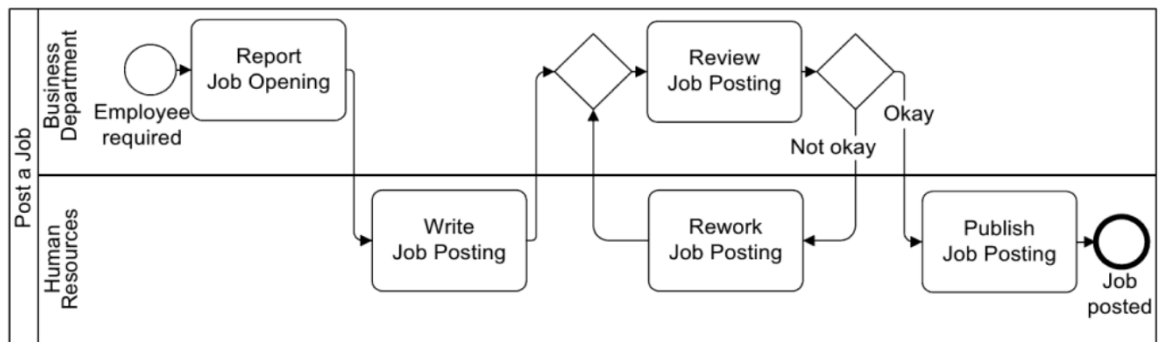 Post a Job
Business
Department
Employee
required
Report
Job Opening
Review
Job Posting
Okay
Not okay
Human
Resources
Write
Job Posting
Rework
Job Posting
Publish
Job Posting
Job
posted